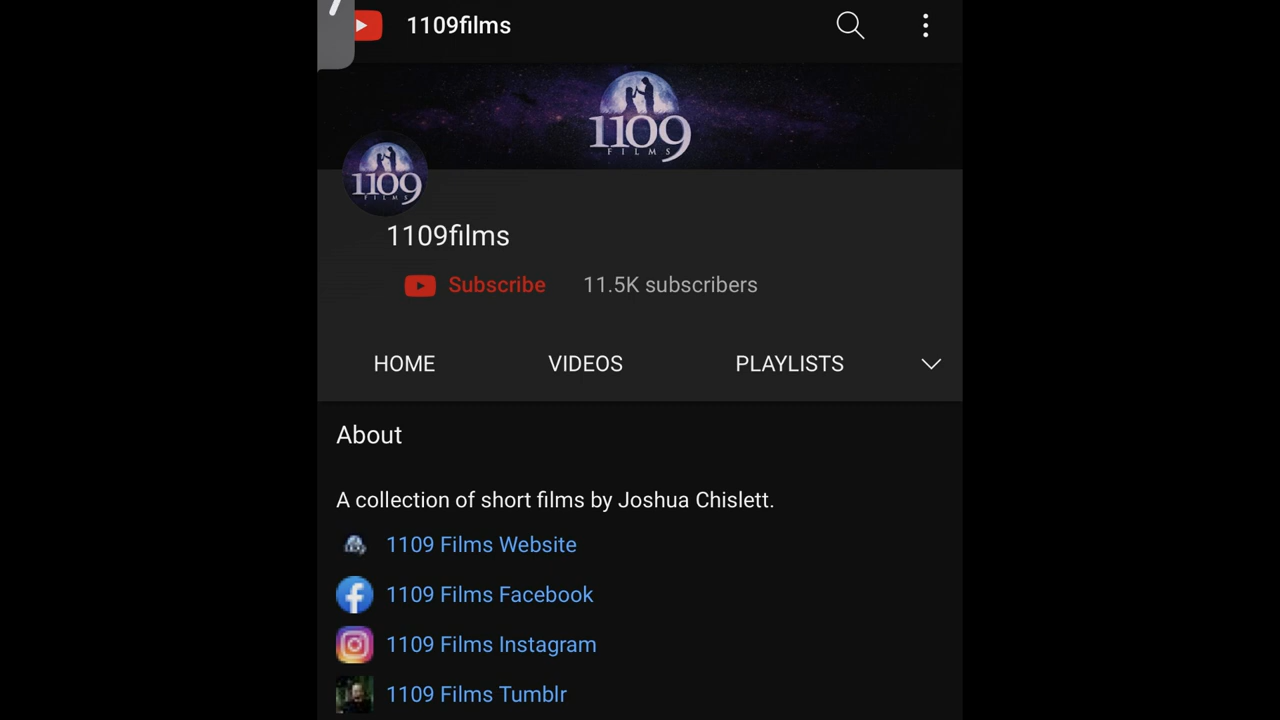 1109films
1109
FILMS
1109
FILMS
1109films
Subscribe 11.5K subscribers
HOME VIDEOS PLAYLISTS
About
A collection of short films by Joshua Chislett.
1109 Films Website
1109 Films Facebook
1109 Films Instagram
1109 Films Tumblr